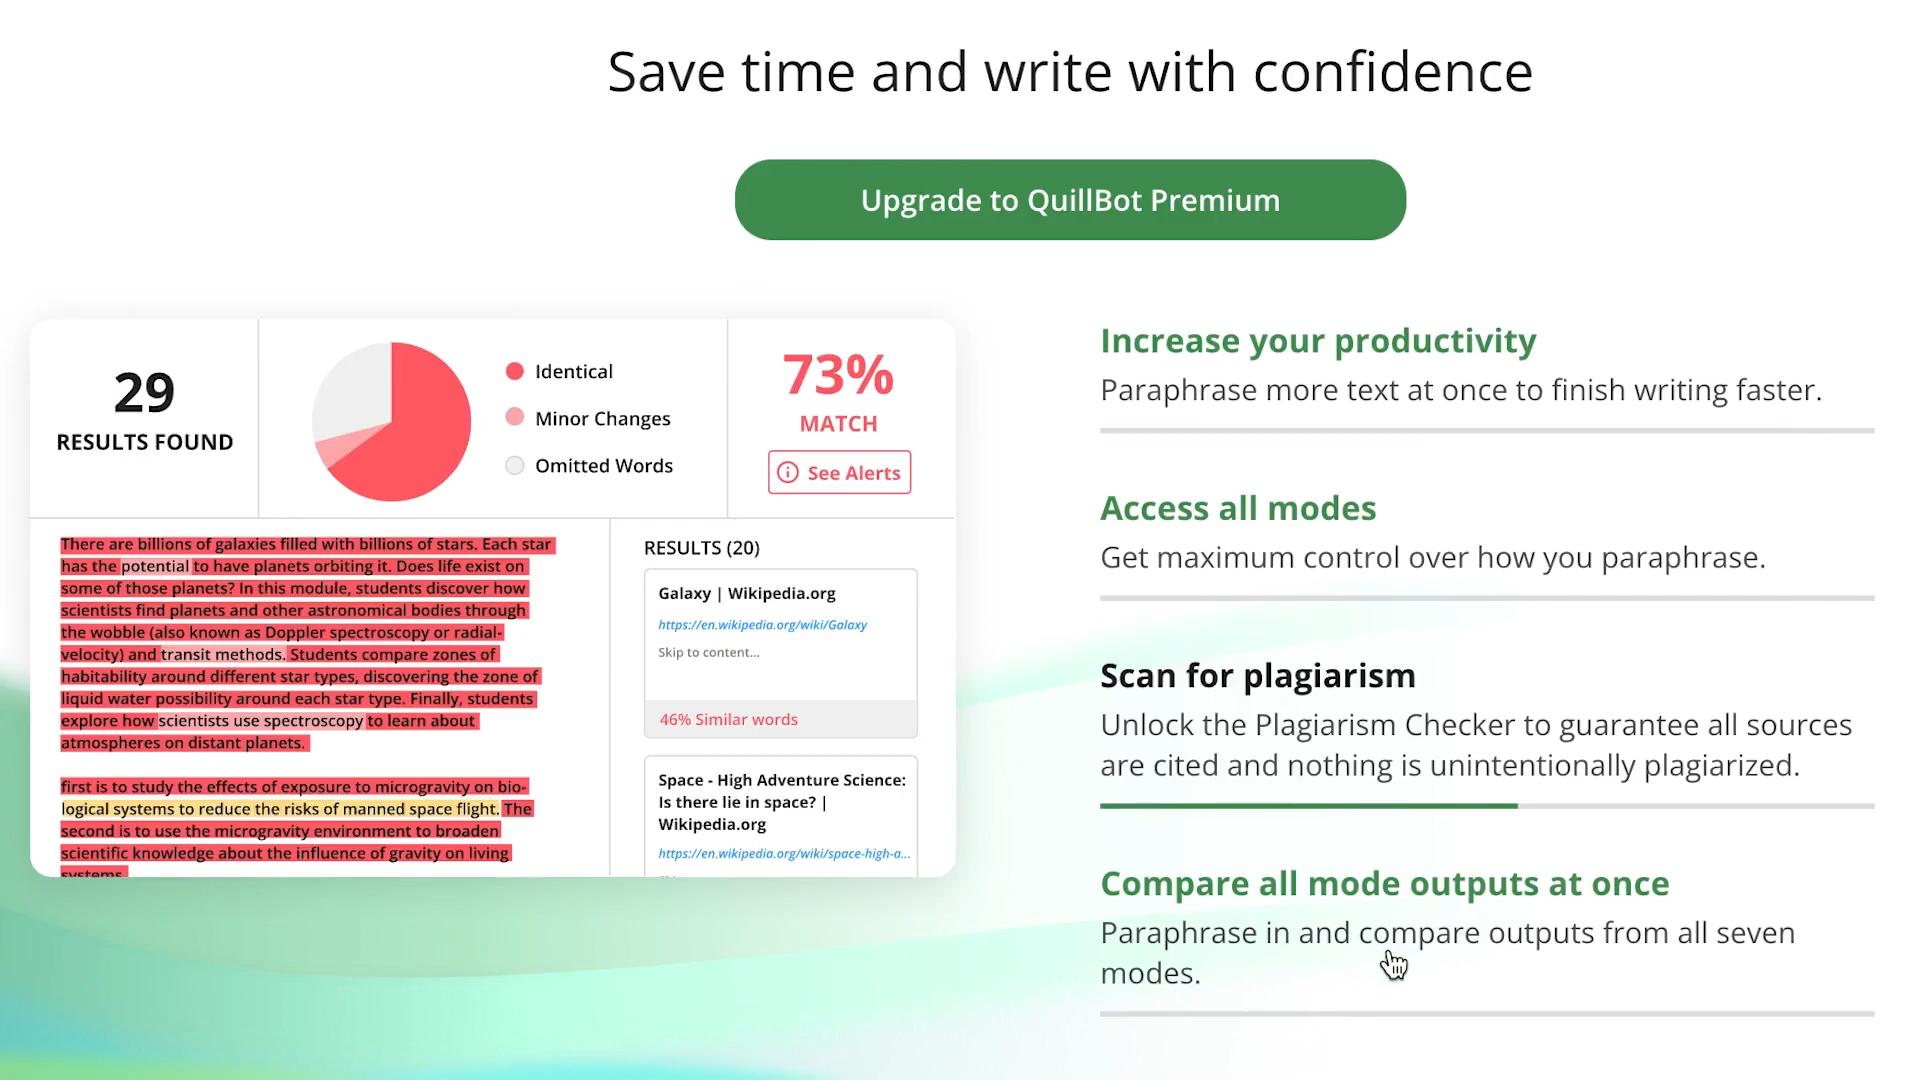 Save time and write with confidence
Upgrade to QuillBot Premium
29
RESULTS FOUND
Identical
Minor Changes
Omitted Words
73%
MATCH
See Alerts
There are billions of galaxies filled with billions of stars. Each star
has the potential to have planets orbiting it. Does life exist on
some of those planets? In this module, students discover how
scientists find planets and other astronomical bodies through
the wobble (also known as Doppler spectroscopy or radial-
velocity) and transit methods. Students compare zones of
habitability around different star types, discovering the zone of
liquid water possibility around each star type. Finally, students
explore how scientists use spectroscopy to learn about
atmospheres on distant planets.
first is to study the effects of exposure to microgravity on bio-
logical systems to reduce the risks of manned space flight. The
second is to use the microgravity environment to broaden
scientific knowledge about the influence of gravity on living
systems.
RESULTS (20)
Galaxy | Wikipedia.org
https://en.wikipedia.org/wiki/Galaxy
Skip to content...
46% Similar words
Space - High Adventure Science:
Is there lie in space? |
Wikipedia.org
https://en.wikipedia.org/wiki/space-high-a...
Increase your productivity
Paraphrase more text at once to finish writing faster.
Access all modes
Get maximum control over how you paraphrase.
Scan for plagiarism
Unlock the Plagiarism Checker to guarantee all sources
are cited and nothing is unintentionally plagiarized.
Compare all mode outputs at once
Paraphrase in and compare outputs from all seven
modes.